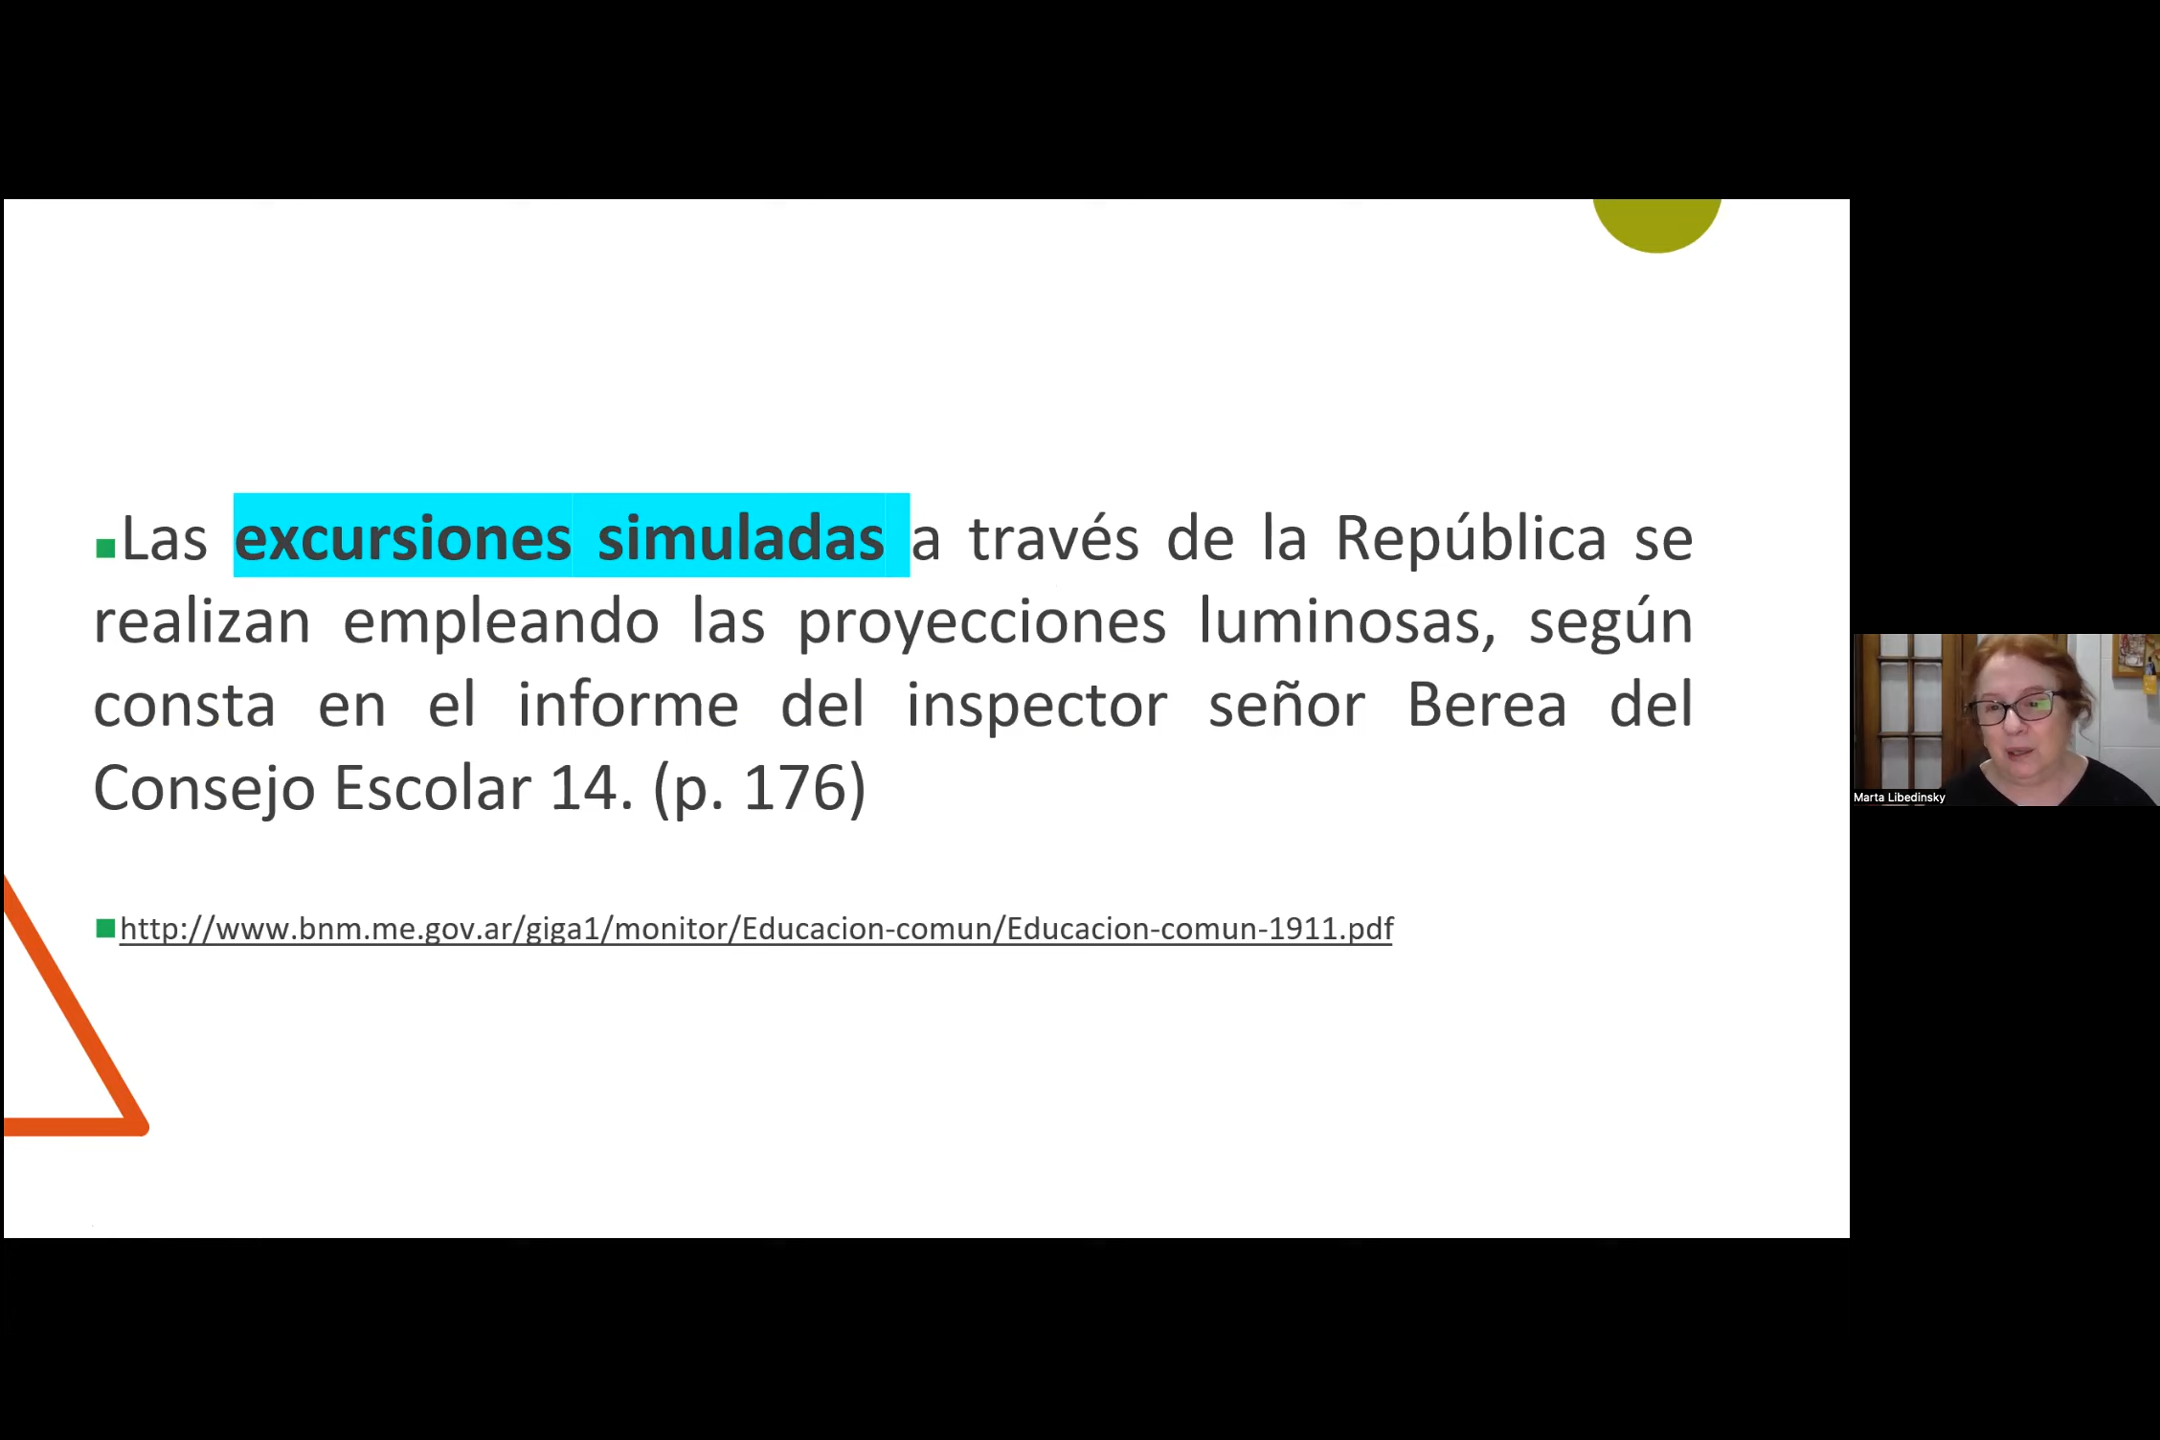 Las excursiones simuladas a través de la República se
realizan empleando las proyecciones luminosas, según
consta en el informe del inspector señor Berea del
Consejo Escolar 14. (p. 176)
http://www.bnm.me.gov.ar/giga1/monitor/Educacion-comun/Educacion-comun-1911.pdf
Marta Libedinsky